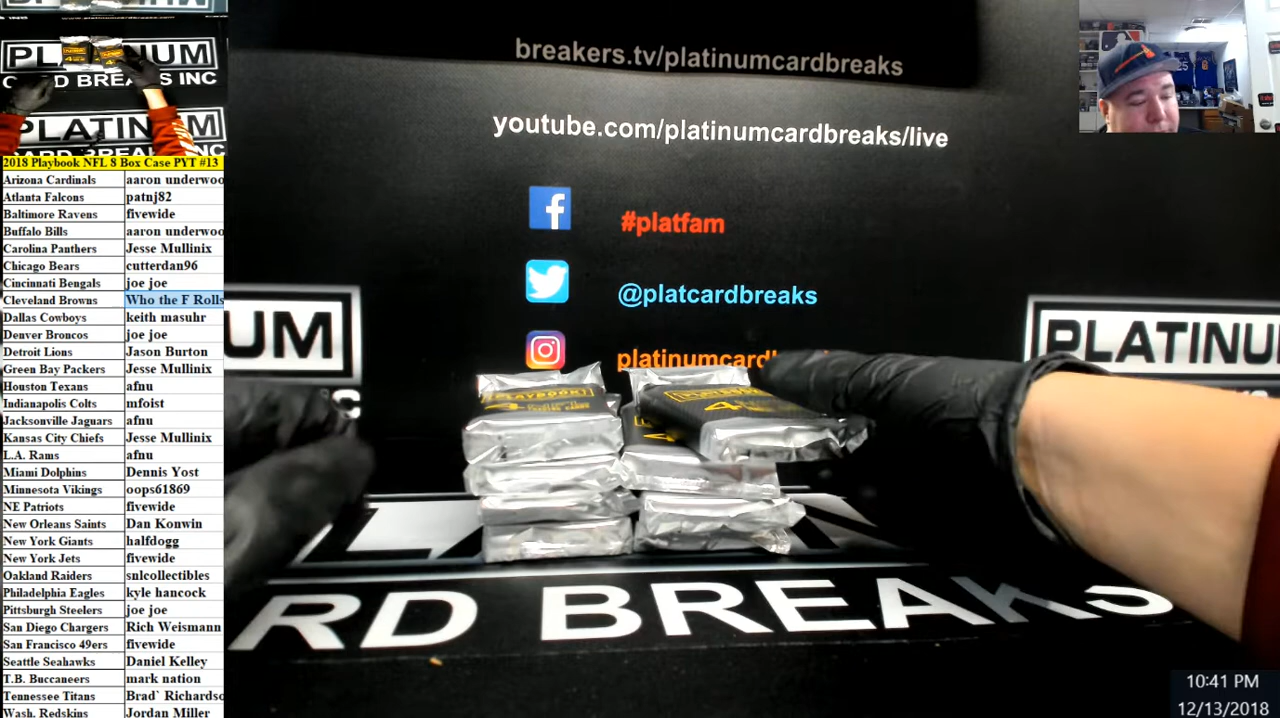 PLATINUM
CARD BREAKS INC
PLATINUM
CARD BREAKS INC
2018 Playbook NFL 8 Box Case PYT #13
Arizona Cardinals aaron underwoo
Atlanta Falcons patnj82
Baltimore Ravens fivewide
Buffalo Bills aaron underwoo
Carolina Panthers Jesse Mullinix
Chicago Bears cutterdan96
Cincinnati Bengals joe joe
Cleveland Browns Who the F Rolls
Dallas Cowboys keith masuhr
Denver Broncos joe joe
Detroit Lions Jason Burton
Green Bay Packers Jesse Mullinix
Houston Texans afnu
Indianapolis Colts mfoist
Jacksonville Jaguars afnu
Kansas City Chiefs Jesse Mullinix
L.A. Rams afnu
Miami Dolphins Dennis Yost
Minnesota Vikings oops61869
NE Patriots fivewide
New Orleans Saints Dan Konwin
New York Giants halfdogg
New York Jets fivewide
Oakland Raiders snlcollectibles
Philadelphia Eagles kyle hancock
Pittsburgh Steelers joe joe
San Diego Chargers Rich Weismann
San Francisco 49ers fivewide
Seattle Seahawks Daniel Kelley
T.B. Buccaneers mark nation
Tennessee Titans Brad` Richardso
Wash. Redskins Jordan Miller
breakers.tv/platinumcardbreaks
youtube.com/platinumcardbreaks/live
#platfam
@platcardbreaks
platinumcard
UM
PLATINU
PLAYBOOK
4
4
RD BREAKS
25
10:41 PM
12/13/2018